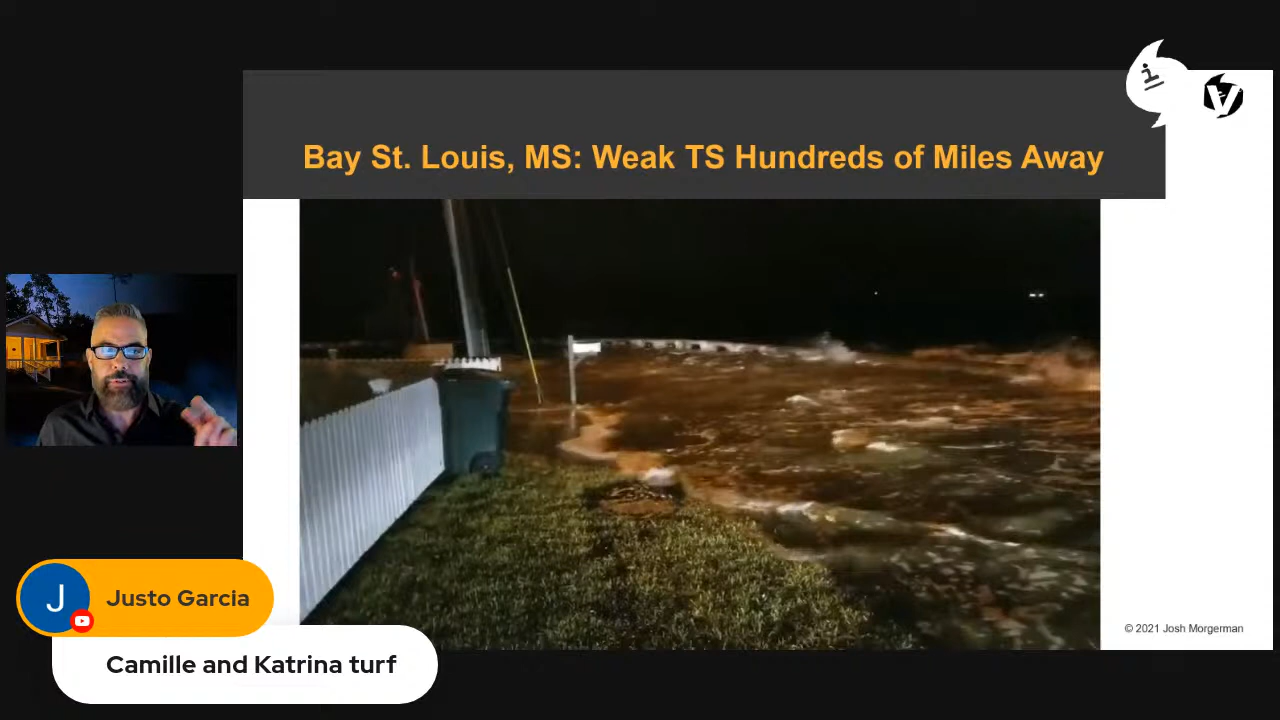 Bay St. Louis, MS: Weak TS Hundreds of Miles Away
i
V
J
Justo Garcia
Camille and Katrina turf
© 2021 Josh Morgerman